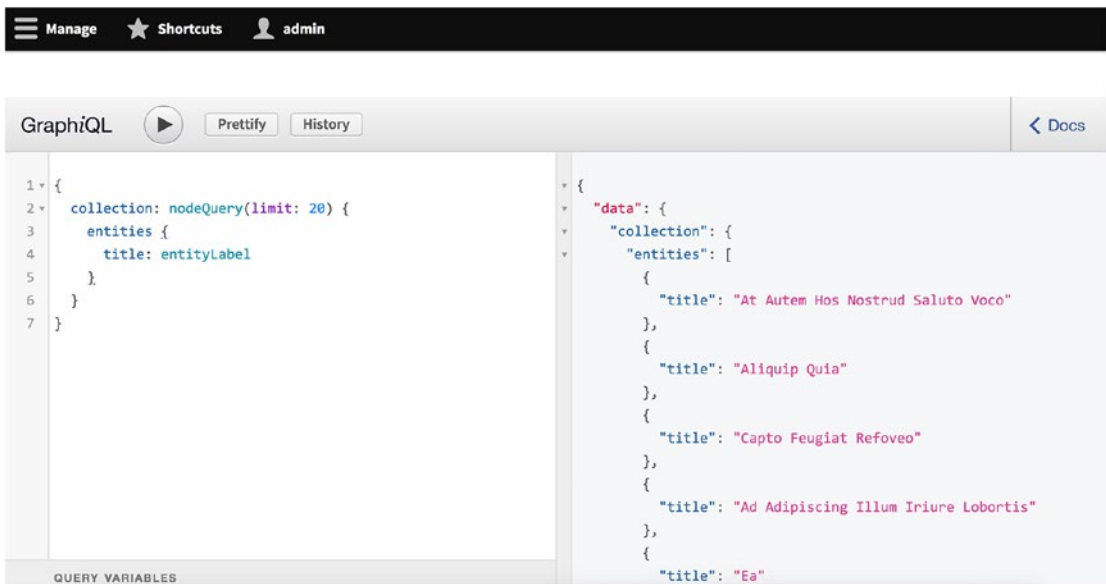 Manage Shortcuts admin
GraphiQL Prettify History Docs
1 {
2 collection: nodeQuery(limit: 20) {
3 entities {
4 title: entityLabel
5 }
6 }
7 }
QUERY VARIABLES
{
"data": {
"collection": {
"entities": [
{
"title": "At Autem Hos Nostrud Saluto Voco"
},
{
"title": "Aliquip Quia"
},
{
"title": "Capto Feugiat Refoveo"
},
{
"title": "Ad Adipiscing Illum Iriure Lobortis"
},
{
"title": "Ea"